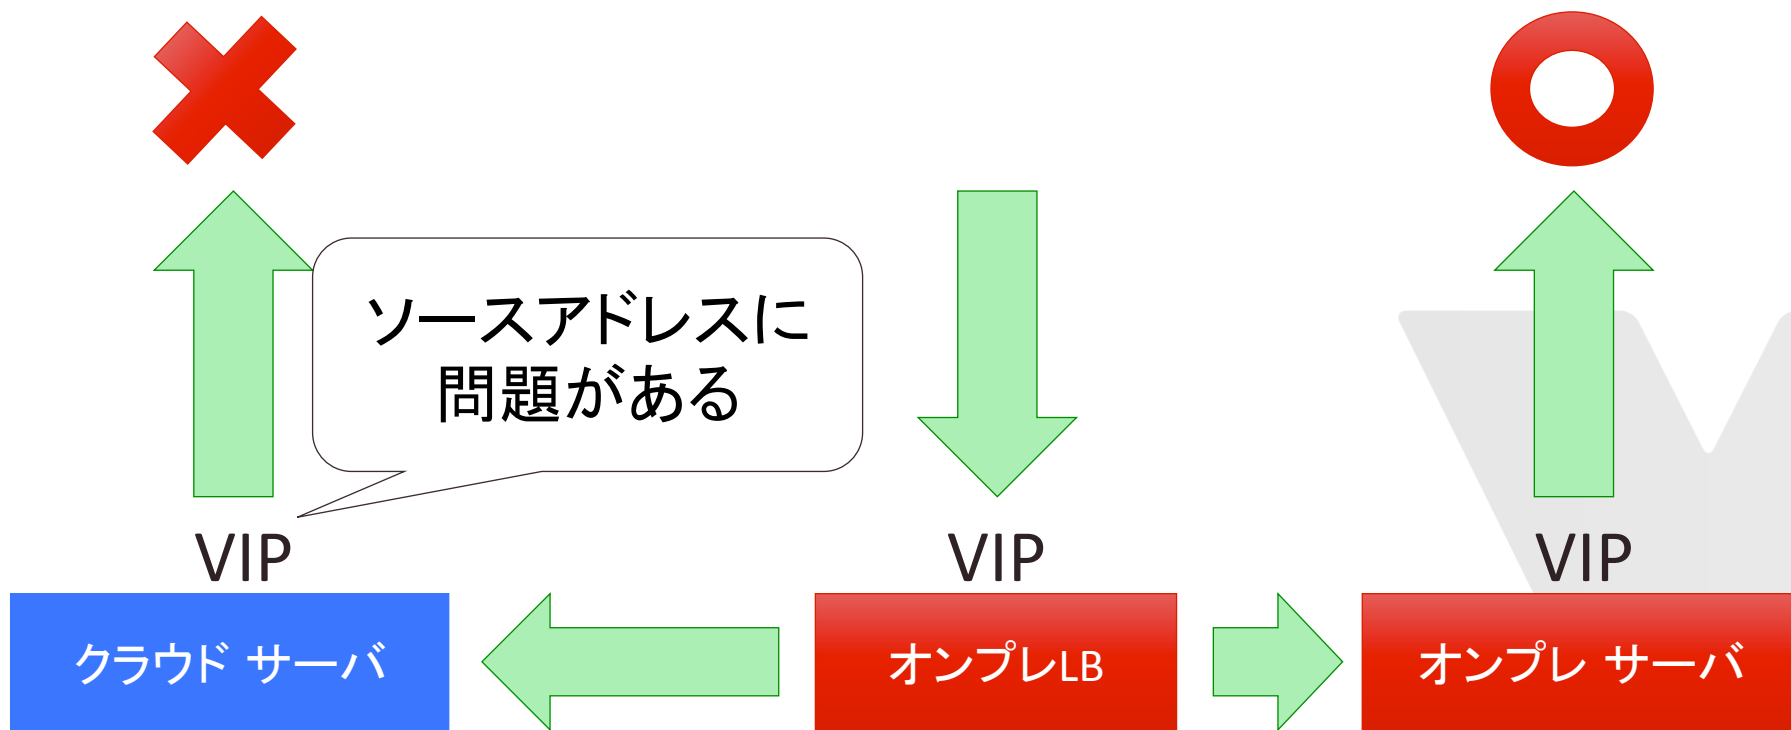 ソースアドレスに
問題がある
VIP
VIP
VIP
クラウド サーバ
オンプレLB
オンプレ サーバ